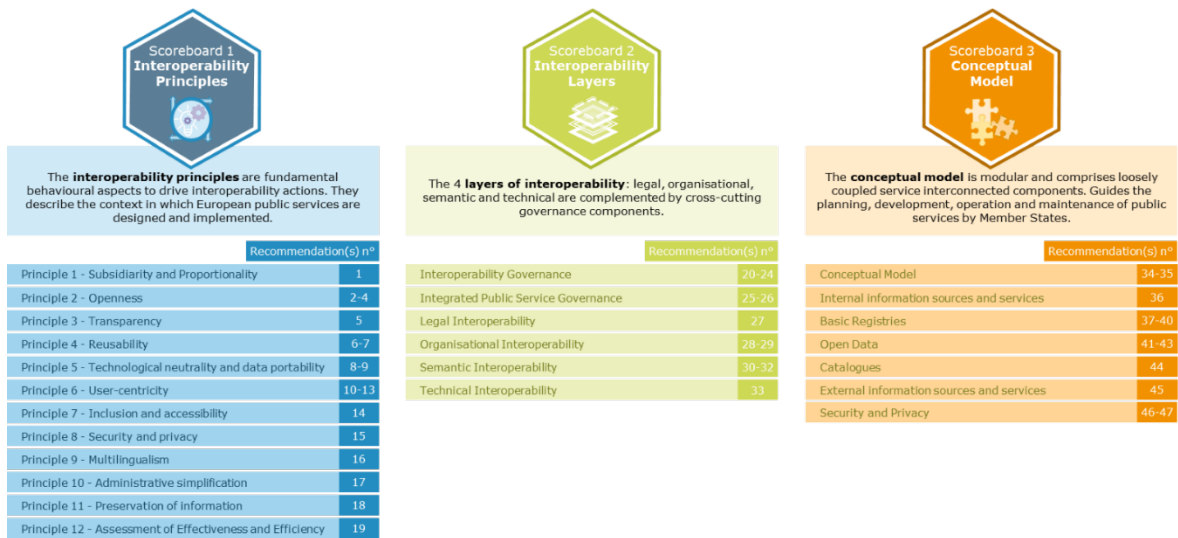 Scoreboard 1
Interoperability
Principles
The interoperability principles are fundamental
behavioural aspects to drive interoperability actions. They
describe the context in which European public services are
designed and implemented.
Recommendation(s) n°
Principle 1 - Subsidiarity and Proportionality 1
Principle 2 - Openness 2-4
Principle 3 - Transparency 5
Principle 4 - Reusability 6-7
Principle 5 - Technological neutrality and data portability 8-9
Principle 6 - User-centricity 10-13
Principle 7 - Inclusion and accessibility 14
Principle 8 - Security and privacy 15
Principle 9 - Multilingualism 16
Principle 10 - Administrative simplification 17
Principle 11 - Preservation of information 18
Principle 12 - Assessment of Effectiveness and Efficiency 19
Scoreboard 2
Interoperability
Layers
The 4 layers of interoperability: legal, organisational,
semantic and technical are complemented by cross-cutting
governance components.
Recommendation(s) n°
Interoperability Governance 20-24
Integrated Public Service Governance 25-26
Legal Interoperability 27
Organisational Interoperability 28-29
Semantic Interoperability 30-32
Technical Interoperability 33
Scoreboard 3
Conceptual
Model
The conceptual model is modular and comprises loosely
coupled service interconnected components. Guides the
planning, development, operation and maintenance of public
services by Member States.
Recommendation(s) n°
Conceptual Model 34-35
Internal information sources and services 36
Basic Registries 37-40
Open Data 41-43
Catalogues 44
External information sources and services 45
Security and Privacy 46-47